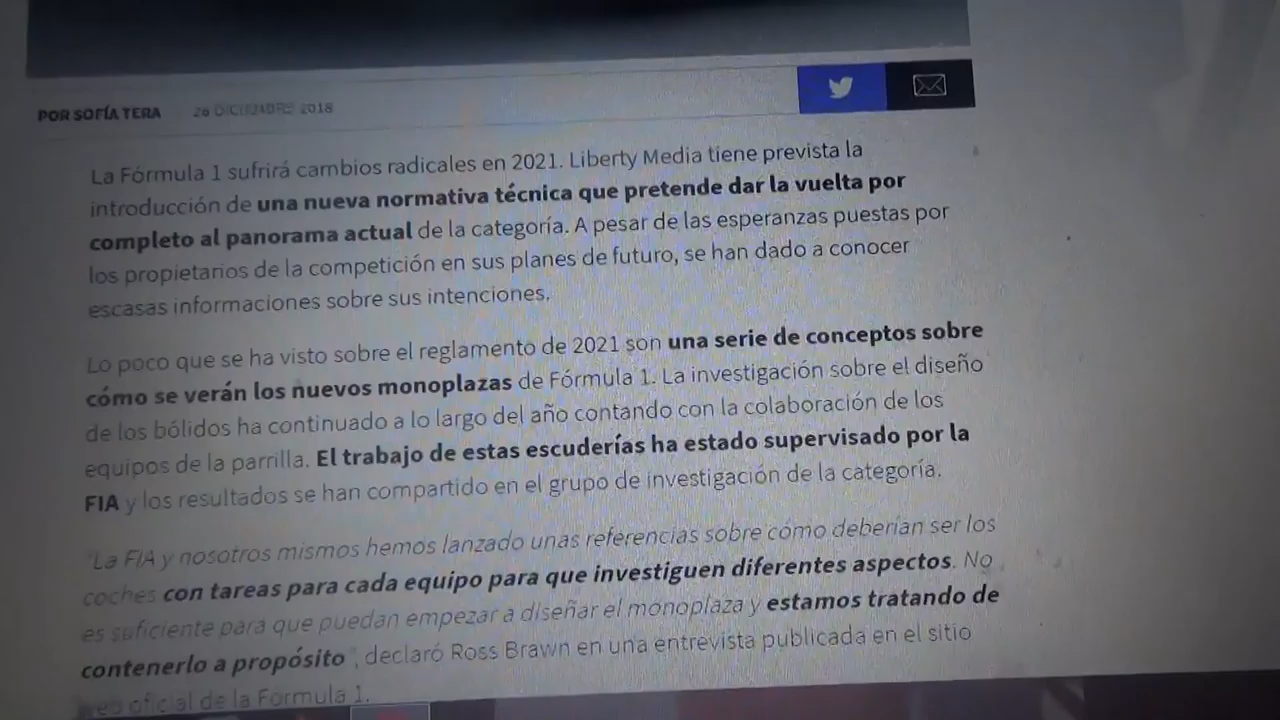 POR SOFÍA TERA 26 DICIEMBRE 2018
La Fórmula 1 sufrirá cambios radicales en 2021. Liberty Media tiene prevista la
introducción de una nueva normativa técnica que pretende dar la vuelta por
completo al panorama actual de la categoría. A pesar de las esperanzas puestas por
los propietarios de la competición en sus planes de futuro, se han dado a conocer
escasas informaciones sobre sus intenciones.
Lo poco que se ha visto sobre el reglamento de 2021 son una serie de conceptos sobre
cómo se verán los nuevos monoplazas de Fórmula 1. La investigación sobre el diseño
de los bólidos ha continuado a lo largo del año contando con la colaboración de los
equipos de la parrilla. El trabajo de estas escuderías ha estado supervisado por la
FIA y los resultados se han compartido en el grupo de investigación de la categoría.
"La FIA y nosotros mismos hemos lanzado unas referencias sobre cómo deberían ser los
coches con tareas para cada equipo para que investiguen diferentes aspectos. No
es suficiente para que puedan empezar a diseñar el monoplaza y estamos tratando de
contenerlo a propósito", declaró Ross Brawn en una entrevista publicada en el sitio
web oficial de la Fórmula 1.